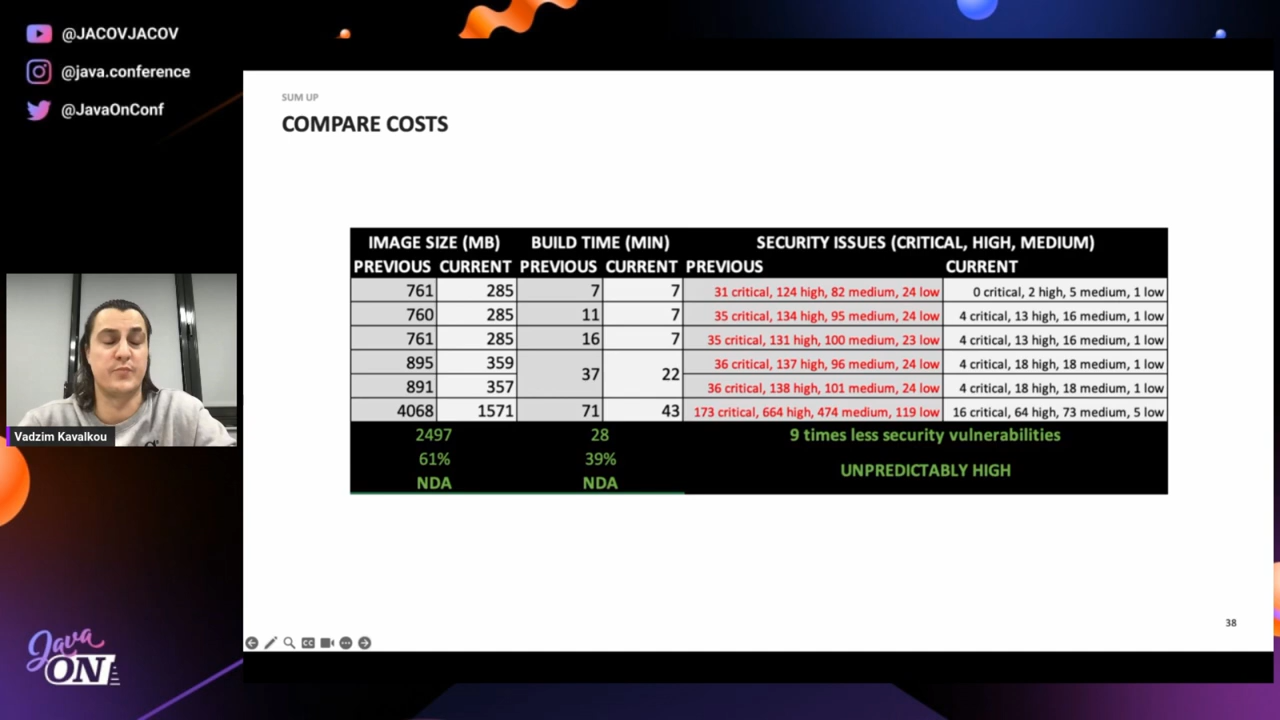 @JACOVJACOV
@java.conference
@JavaOnConf
SUM UP
COMPARE COSTS
IMAGE SIZE (MB) BUILD TIME (MIN) SECURITY ISSUES (CRITICAL, HIGH, MEDIUM)
PREVIOUS CURRENT PREVIOUS CURRENT PREVIOUS CURRENT
761 285 7 7 31 critical, 124 high, 82 medium, 24 low 0 critical, 2 high, 5 medium, 1 low
760 285 11 7 35 critical, 134 high, 95 medium, 24 low 4 critical, 13 high, 16 medium, 1 low
761 285 16 7 35 critical, 131 high, 100 medium, 23 low 4 critical, 13 high, 16 medium, 1 low
895 359 37 22 36 critical, 137 high, 96 medium, 24 low 4 critical, 18 high, 18 medium, 1 low
891 357 36 critical, 138 high, 101 medium, 24 low 4 critical, 18 high, 18 medium, 1 low
4068 1571 71 43 173 critical, 664 high, 474 medium, 119 low 16 critical, 64 high, 73 medium, 5 low
2497 28 9 times less security vulnerabilities
61% 39% UNPREDICTABLY HIGH
NDA NDA
Vadzim Kavalkou
38
CC
Java
ON